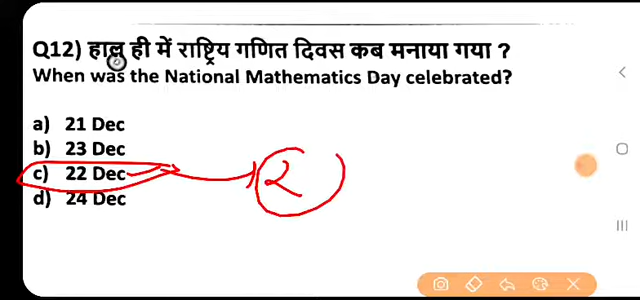 Q12) हाल ही में राष्ट्रिय गणित दिवस कब मनाया गया ?
When was the National Mathematics Day celebrated?
a) 21 Dec
b) 23 Dec
c) 22 Dec
d) 24 Dec